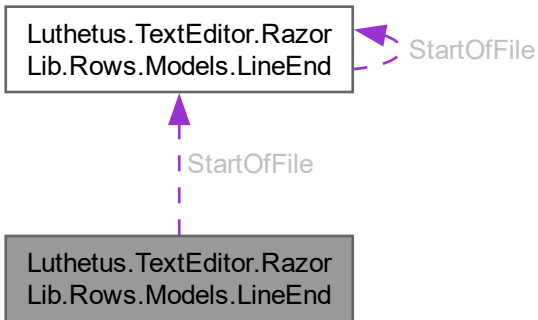 Luthetus.TextEditor.Razor
Lib.Rows.Models.LineEnd
StartOfFile
StartOfFile
Luthetus.TextEditor.Razor
Lib.Rows.Models.LineEnd